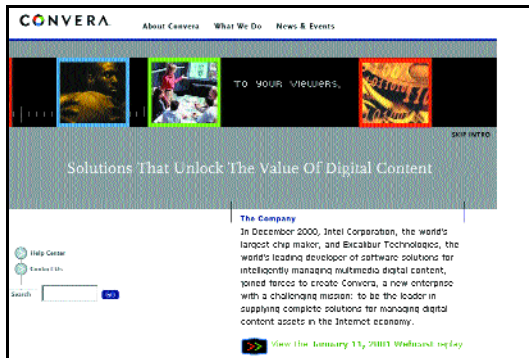 CONVERA
About Convera What We Do News & Events
TO YOUR VIEWERS,
SKIP INTRO
Solutions That Unlock The Value Of Digital Content
The Company
In December 2000, Intel Corporation, the world's
largest chip maker, and Excalibur Technologies, the
world's leading developer of software solutions for
intelligently managing multimedia digital content,
joined forces to create Convera, a new enterprise
with a challenging mission: to be the leader in
supplying complete solutions for managing digital
content assets in the Internet economy.
Help Center
Contact Us
Search GO
View the January 11, 2001 Webcast replay